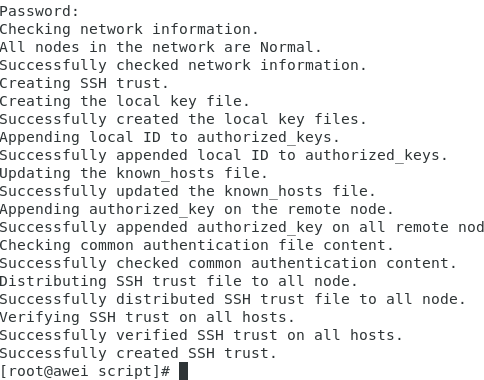 Password:
Checking network information.
All nodes in the network are Normal.
Successfully checked network information.
Creating SSH trust.
Creating the local key file.
Successfully created the local key files.
Appending local ID to authorized_keys.
Successfully appended local ID to authorized_keys.
Updating the known_hosts file.
Successfully updated the known_hosts file.
Appending authorized_key on the remote node.
Successfully appended authorized_key on all remote nod
Checking common authentication file content.
Successfully checked common authentication content.
Distributing SSH trust file to all node.
Successfully distributed SSH trust file to all node.
Verifying SSH trust on all hosts.
Successfully verified SSH trust on all hosts.
Successfully created SSH trust.
[root@awei script]#